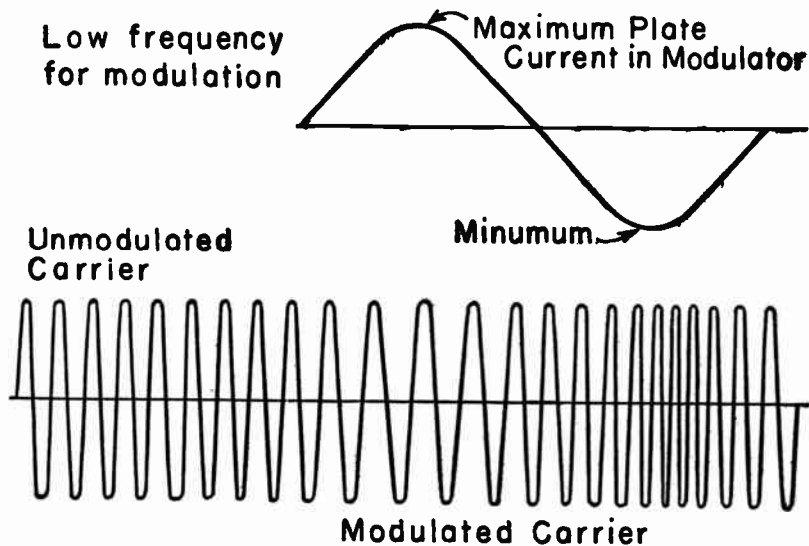 Low frequency
for modulation
Maximum Plate
Current in Modulator
Minumum
Unmodulated
Carrier
Modulated Carrier